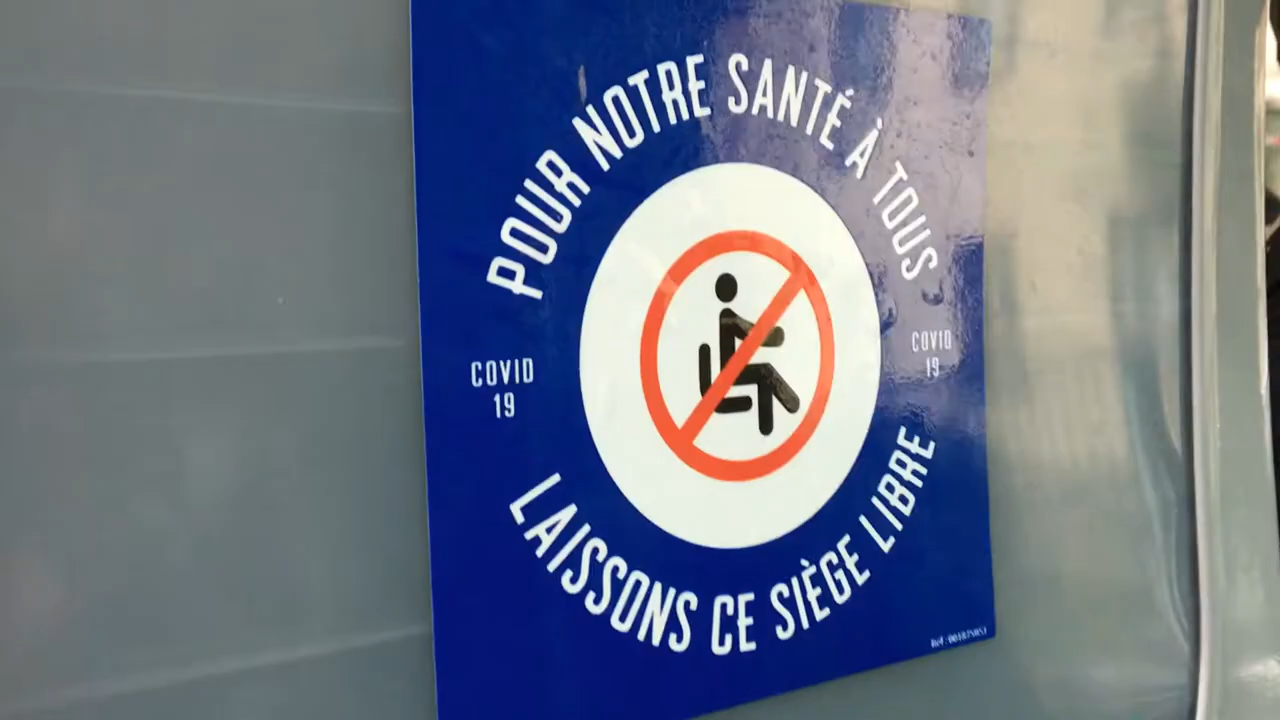 POUR NOTRE SANTÉ À TOUS
COVID
19
COVID
19
LAISSONS CE SIÈGE LIBRE